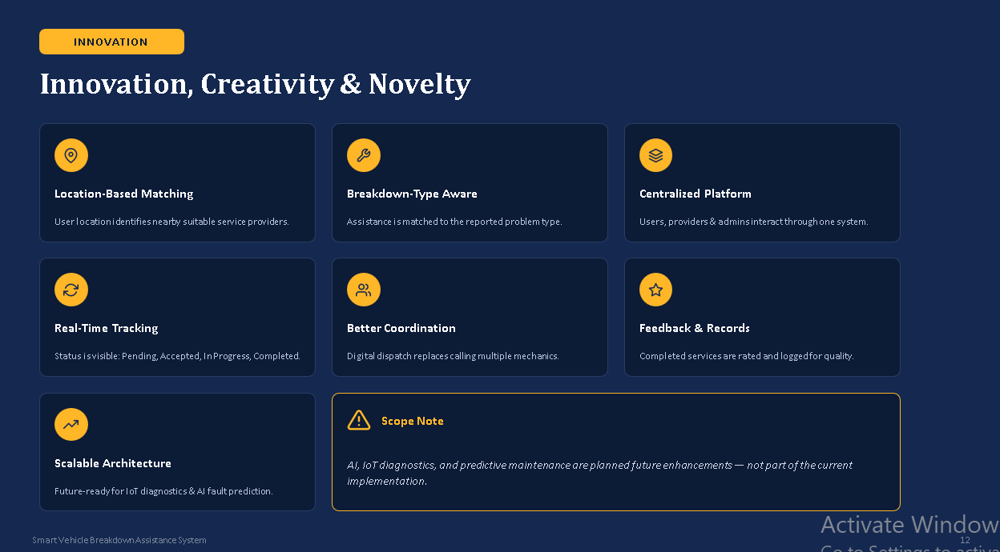 INNOVATION
Innovation, Creativity & Novelty
Location-Based Matching
User location identifies nearby suitable service providers.
Breakdown-Type Aware
Assistance is matched to the reported problem type.
Centralized Platform
Users, providers & admins interact through one system.
Real-Time Tracking
Status is visible: Pending, Accepted, In Progress, Completed.
Better Coordination
Digital dispatch replaces calling multiple mechanics.
Feedback & Records
Completed services are rated and logged for quality.
Scalable Architecture
Future-ready for IoT diagnostics & AI fault prediction.
Scope Note
AI, IoT diagnostics, and predictive maintenance are planned future enhancements — not part of the current
implementation.
Smart Vehicle Breakdown Assistance System
12
Activate Window
Go to Settings to active